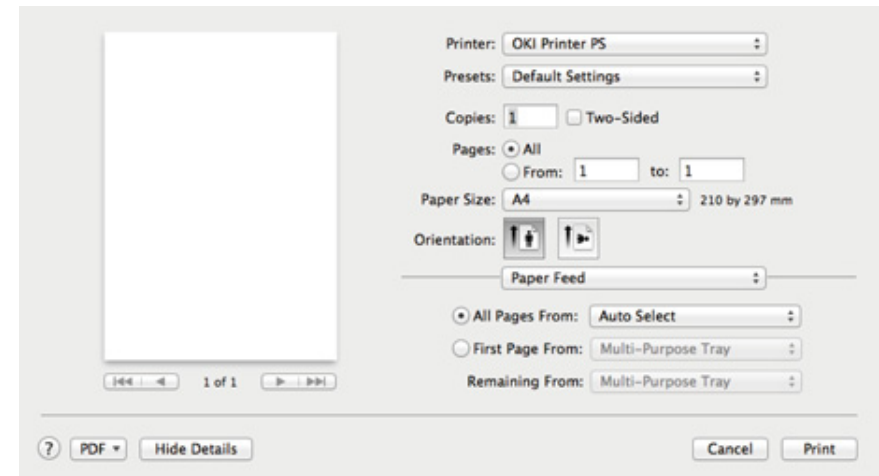 Printer: OKI Printer PS
Presets: Default Settings
Copies: 1 Two-Sided
Pages: All
From: 1 to: 1
Paper Size: A4 210 by 297 mm
Orientation:
Paper Feed
All Pages From: Auto Select
First Page From: Multi-Purpose Tray
Remaining From: Multi-Purpose Tray
1 of 1
? PDF Hide Details Cancel Print